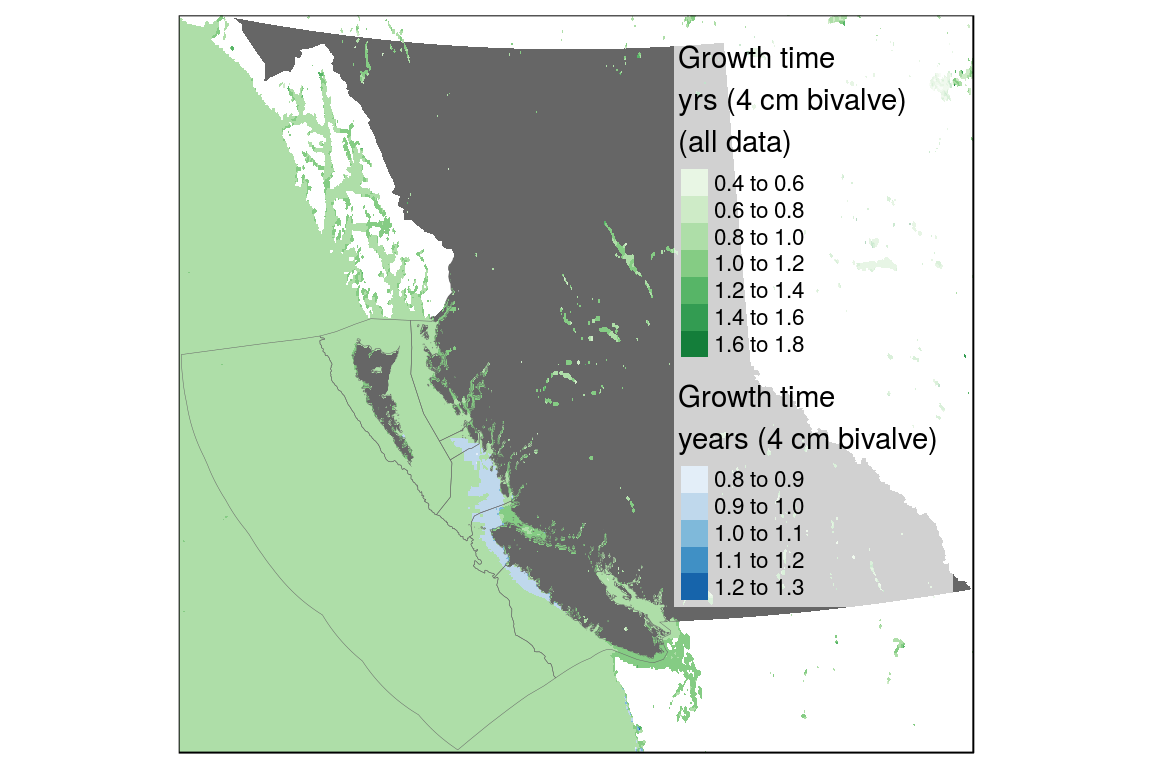 Growth time
yrs (4 cm bivalve)
(all data)
0.4 to 0.6
0.6 to 0.8
0.8 to 1.0
1.0 to 1.2
1.2 to 1.4
1.4 to 1.6
1.6 to 1.8
Growth time
years (4 cm bivalve)
0.8 to 0.9
0.9 to 1.0
1.0 to 1.1
1.1 to 1.2
1.2 to 1.3